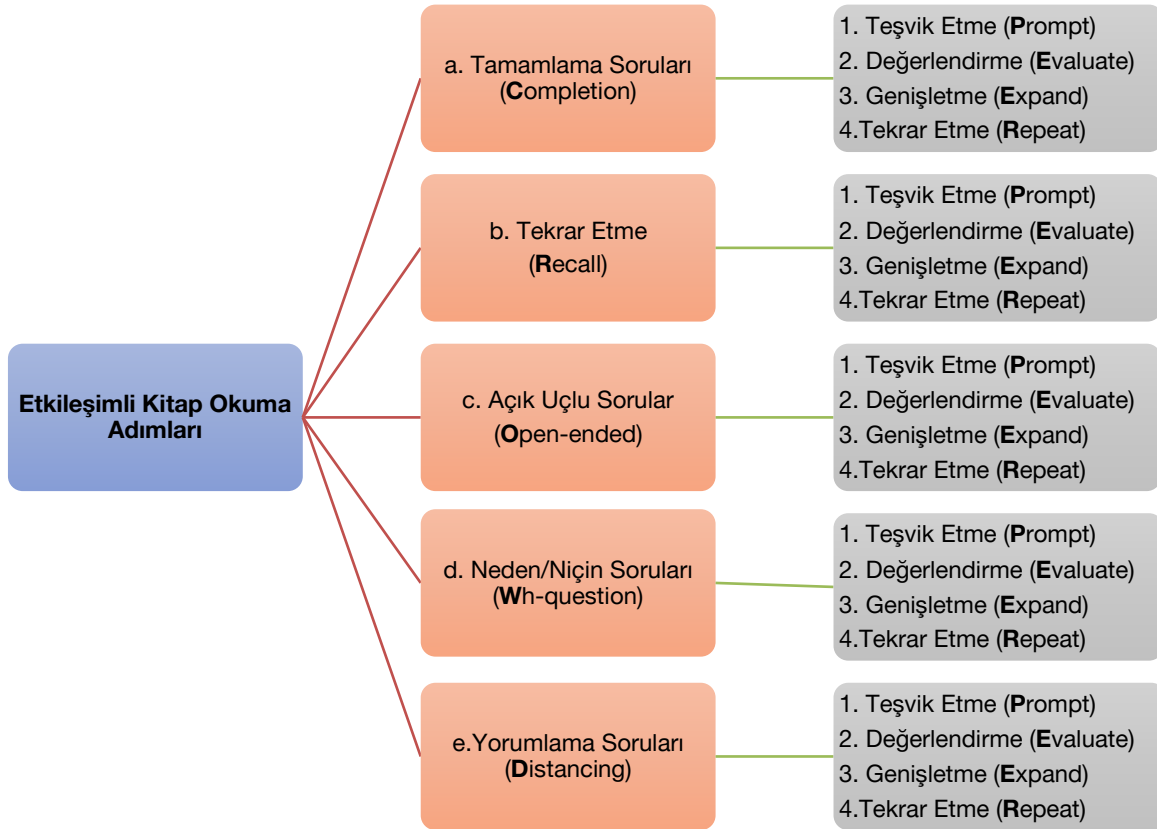 Etkileşimli Kitap Okuma
Adımları
a. Tamamlama Soruları
(Completion)
1. Teşvik Etme (Prompt)
2. Değerlendirme (Evaluate)
3. Genişletme (Expand)
4.Tekrar Etme (Repeat)
b. Tekrar Etme
(Recall)
1. Teşvik Etme (Prompt)
2. Değerlendirme (Evaluate)
3. Genişletme (Expand)
4.Tekrar Etme (Repeat)
c. Açık Uçlu Sorular
(Open-ended)
1. Teşvik Etme (Prompt)
2. Değerlendirme (Evaluate)
3. Genişletme (Expand)
4.Tekrar Etme (Repeat)
d. Neden/Niçin Soruları
(Wh-question)
1. Teşvik Etme (Prompt)
2. Değerlendirme (Evaluate)
3. Genişletme (Expand)
4.Tekrar Etme (Repeat)
e.Yorumlama Soruları
(Distancing)
1. Teşvik Etme (Prompt)
2. Değerlendirme (Evaluate)
3. Genişletme (Expand)
4.Tekrar Etme (Repeat)